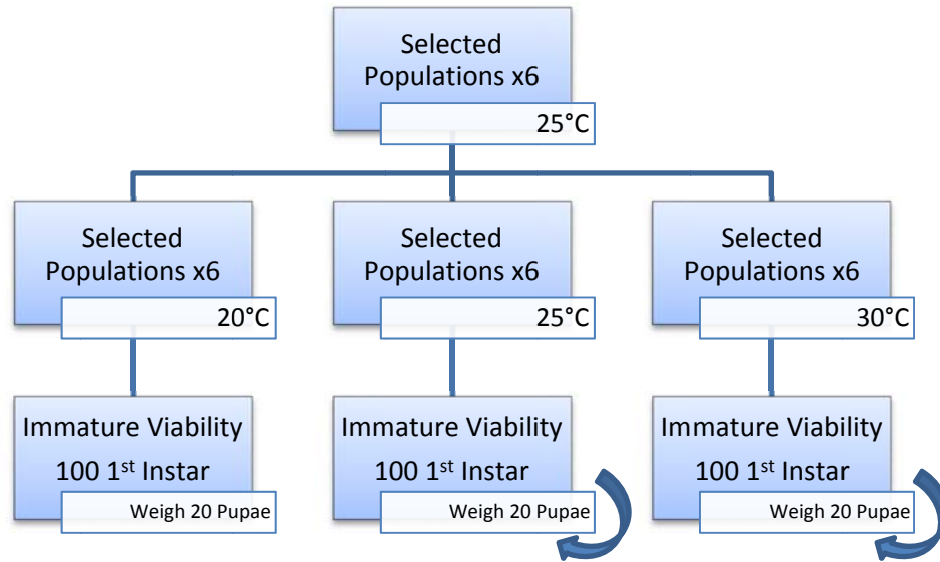 Selected
Populations x6
25°C
Selected
Populations x6
20°C
Selected
Populations x6
25°C
Selected
Populations x6
30°C
Immature Viability
100 1st Instar
Weigh 20 Pupae
Immature Viability
100 1st Instar
Weigh 20 Pupae
Immature Viability
100 1st Instar
Weigh 20 Pupae